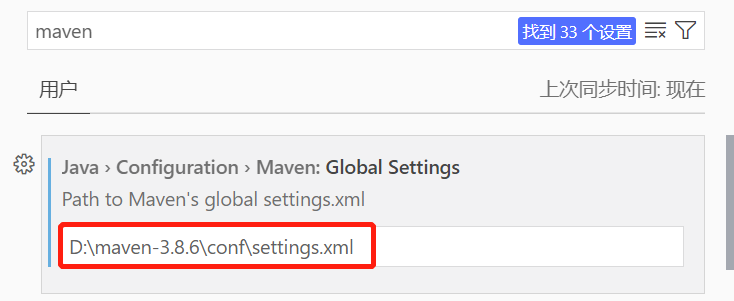 maven
找到 33 个设置
用户
上次同步时间: 现在
Java › Configuration › Maven: Global Settings
Path to Maven's global settings.xml
D:\maven-3.8.6\conf\settings.xml